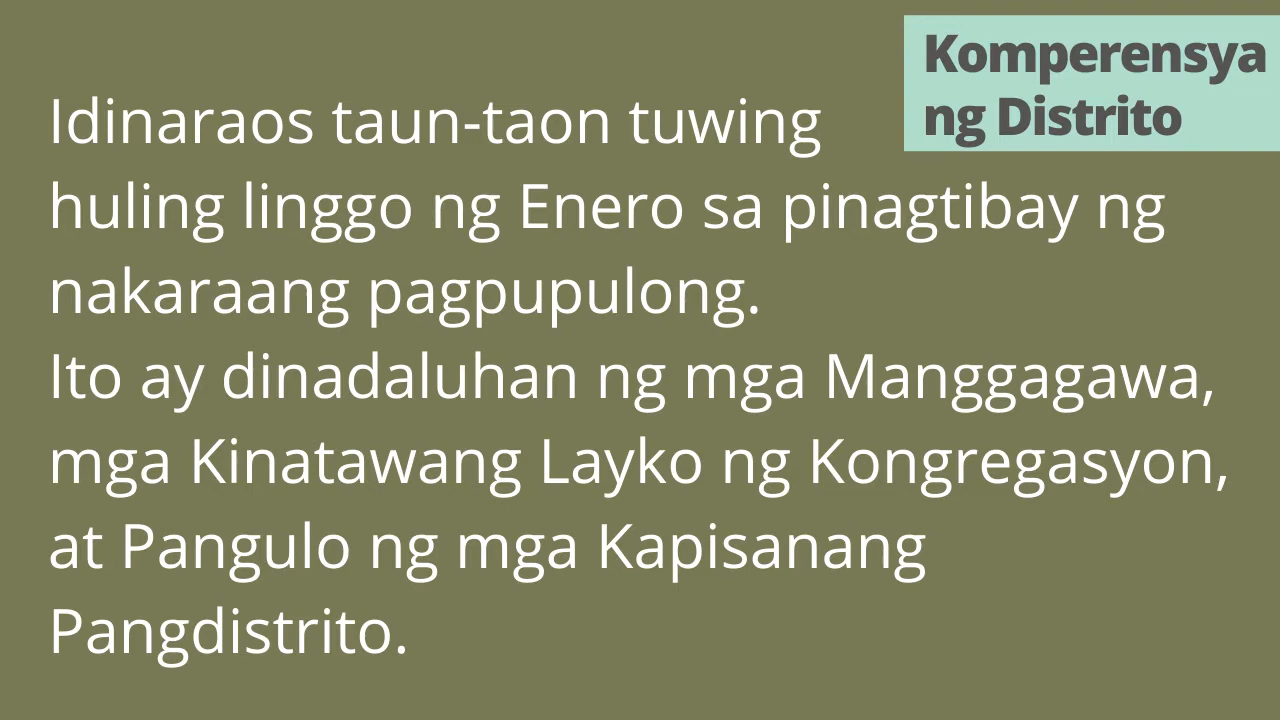 Komperensya
ng Distrito
Idinaraos taun-taon tuwing
huling linggo ng Enero sa pinagtibay ng
nakaraang pagpupulong.
Ito ay dinadaluhan ng mga Manggagawa,
mga Kinatawang Layko ng Kongregasyon,
at Pangulo ng mga Kapisanang
Pangdistrito.